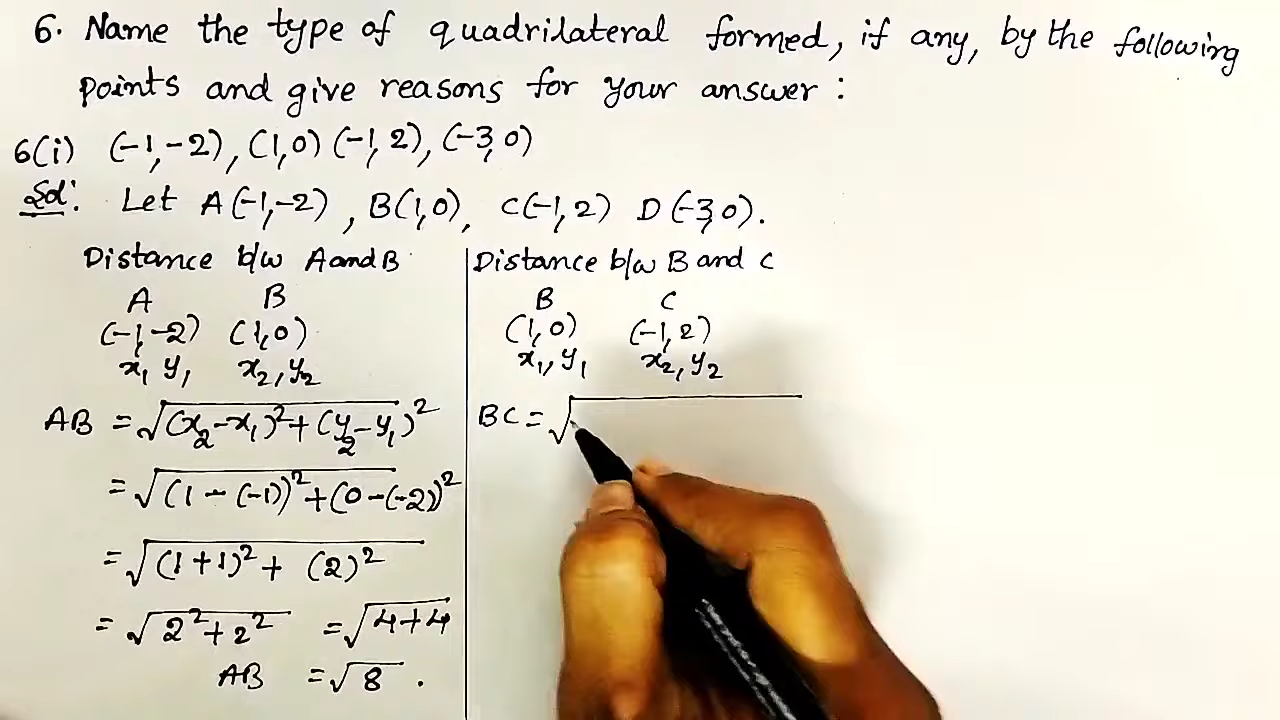 6. Name the type of quadrilateral formed, if any, by the following
points and give reasons for your answer :
6(i) (-1,-2), (1,0) (-1,2), (-3,0)
Sol: Let A(-1,-2), B(1,0), C(-1,2) D(-3,0).
Distance b/w A and B
A B
(-1,-2) (1,0)
x₁ y₁ x₂,y₂
AB = √(x₂-x₁)²+(y₂-y₁)²
= √(1-(-1))²+(0-(-2))²
= √(1+1)²+ (2)²
= √2²+2² = √4+4
AB = √8.
Distance b/w B and C
B C
(1,0) (-1,2)
x₁,y₁ x₂,y₂
BC = √